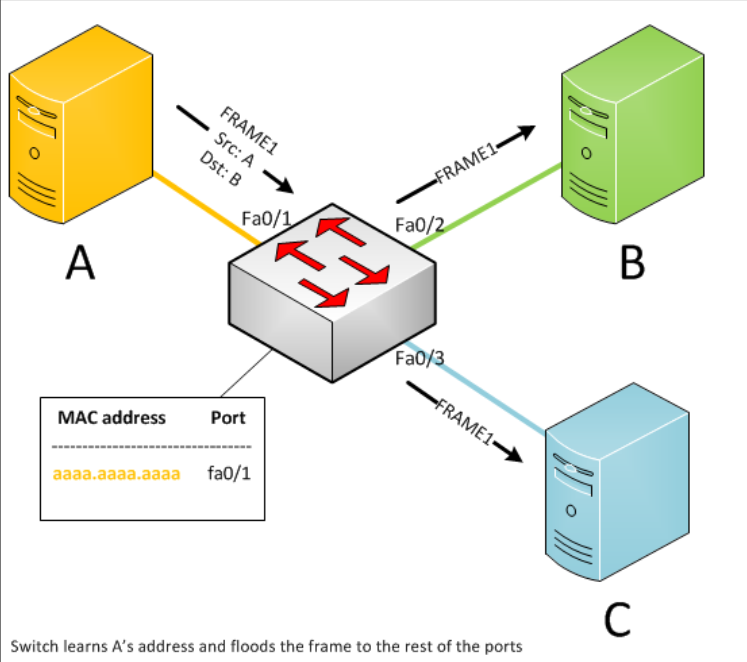 FRAME1
Src: A
Dst: B
FRAME1
Fa0/1
Fa0/2
A
B
Fa0/3
FRAME1
MAC address Port
--------------------------------
aaaa.aaaa.aaaa fa0/1
C
Switch learns A's address and floods the frame to the rest of the ports